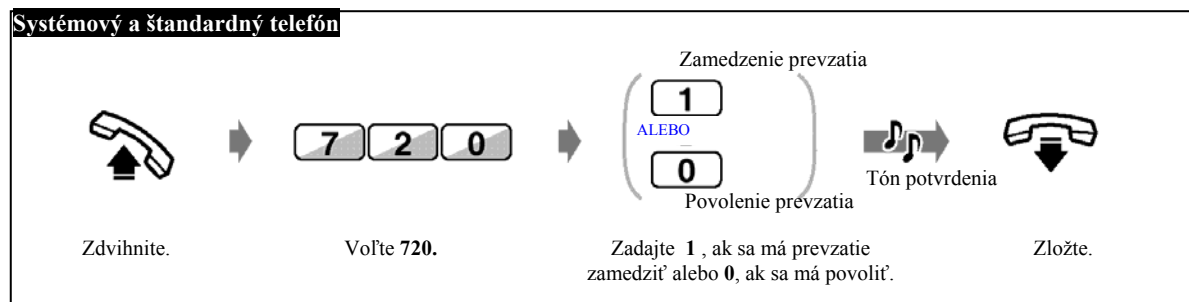 Systémový a štandardný telefón
Zamedzenie prevzatia
1
ALEBO
7 2 0
0
Povolenie prevzatia
Tón potvrdenia
Zdvihnite.
Voľte 720.
Zadajte 1 , ak sa má prevzatie
zamedziť alebo 0, ak sa má povoliť.
Zložte.